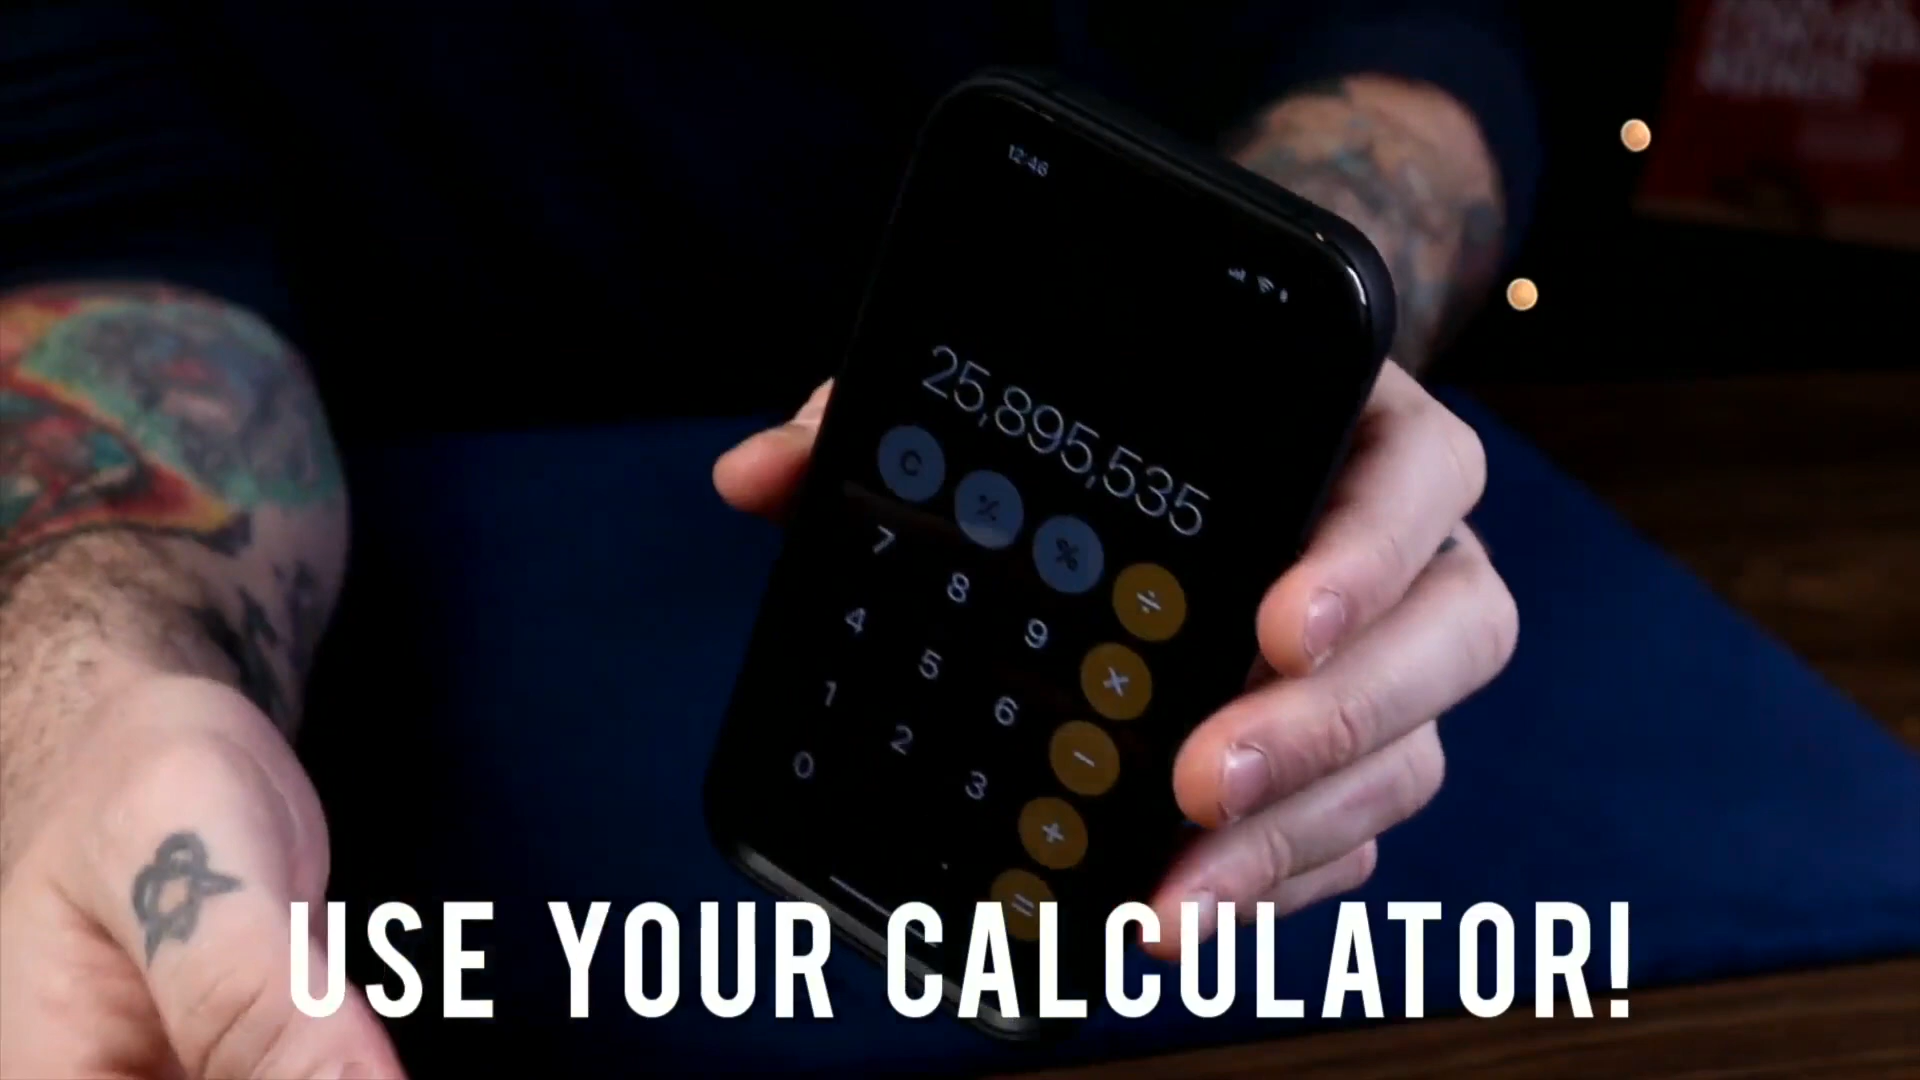 12:46
25,895,535
C ⁺⁄₋ % ÷
7 8 9 ×
4 5 6 −
1 2 3 +
0 . =
USE YOUR CALCULATOR!